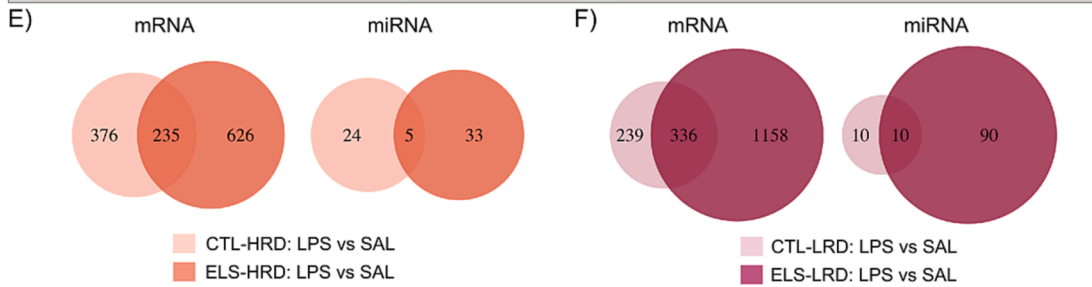 E)
mRNA
miRNA
376 235 626
24 5 33
CTL-HRD: LPS vs SAL
ELS-HRD: LPS vs SAL
F)
mRNA
miRNA
239 336 1158
10 10 90
CTL-LRD: LPS vs SAL
ELS-LRD: LPS vs SAL